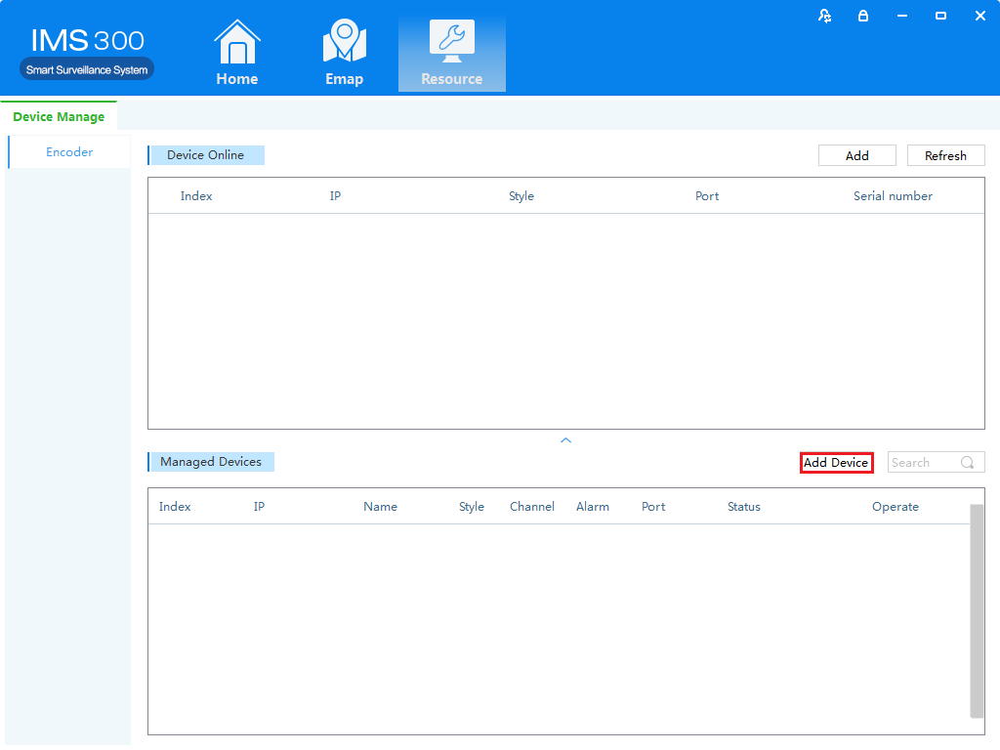 IMS 300
Smart Surveillance System
Home
Emap
Resource
Device Manage
Encoder
Device Online
Add
Refresh
Index IP Style Port Serial number
Managed Devices
Add Device
Search
Index IP Name Style Channel Alarm Port Status Operate